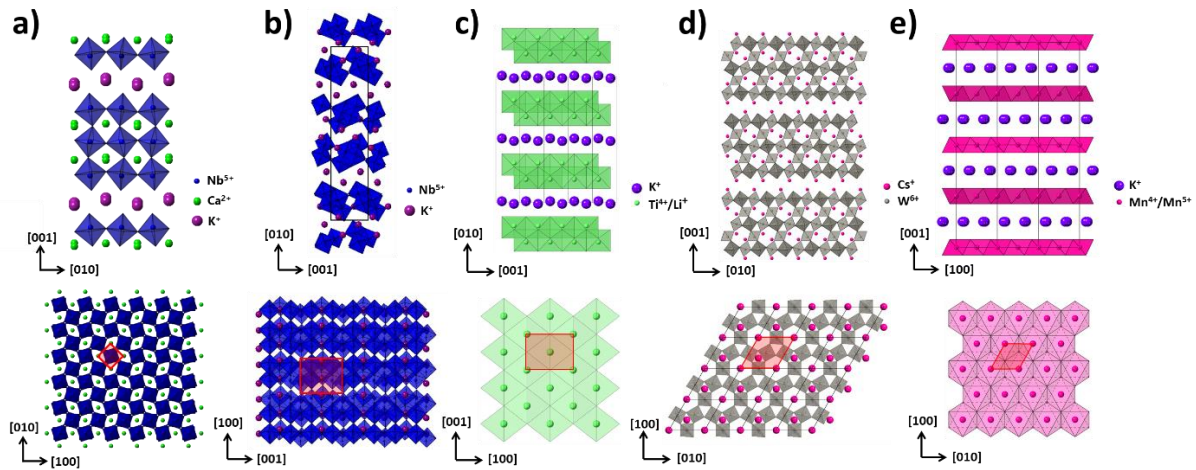 a)
Nb⁵⁺
Ca²⁺
K⁺
[001]
[010]
[010]
[100]
b)
Nb⁵⁺
K⁺
[010]
[001]
[100]
[001]
c)
K⁺
Ti⁴⁺/Li⁺
[010]
[001]
[001]
[100]
d)
Cs⁺
W⁶⁺
[001]
[010]
[100]
[010]
e)
K⁺
Mn⁴⁺/Mn⁵⁺
[001]
[100]
[100]
[010]